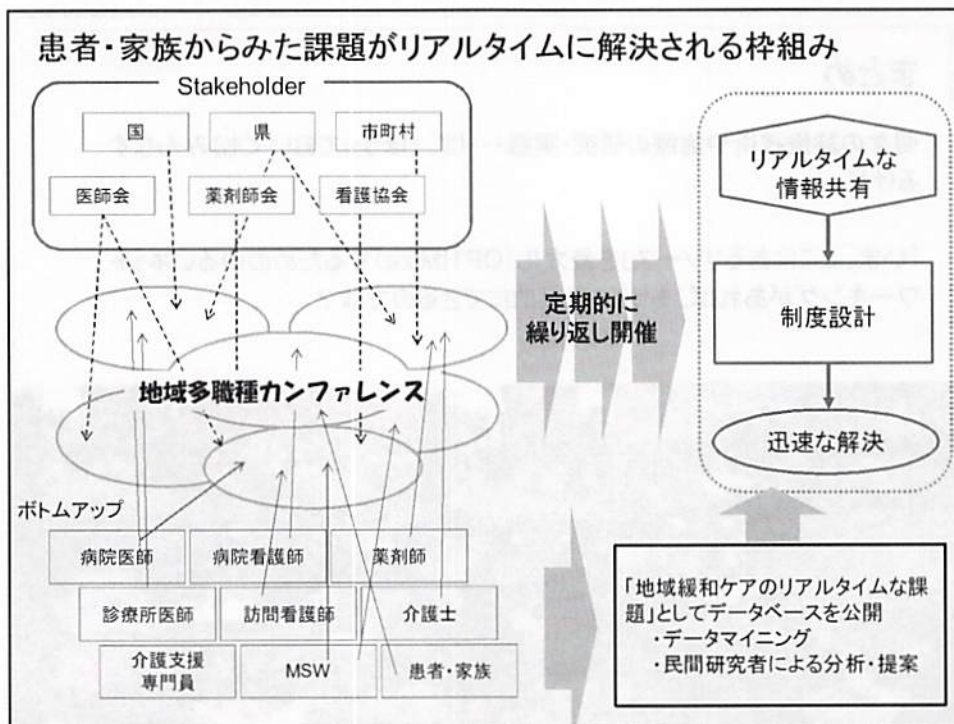 患者・家族からみた課題がリアルタイムに解決される枠組み
Stakeholder
国
県
市町村
医師会
薬剤師会
看護協会
地域多職種カンファレンス
ボトムアップ
病院医師
病院看護師
薬剤師
診療所医師
訪問看護師
介護士
介護支援
専門員
MSW
患者・家族
定期的に
繰り返し開催
リアルタイムな
情報共有
制度設計
迅速な解決
「地域緩和ケアのリアルタイムな課
題」としてデータベースを公開
・データマイニング
・民間研究者による分析・提案